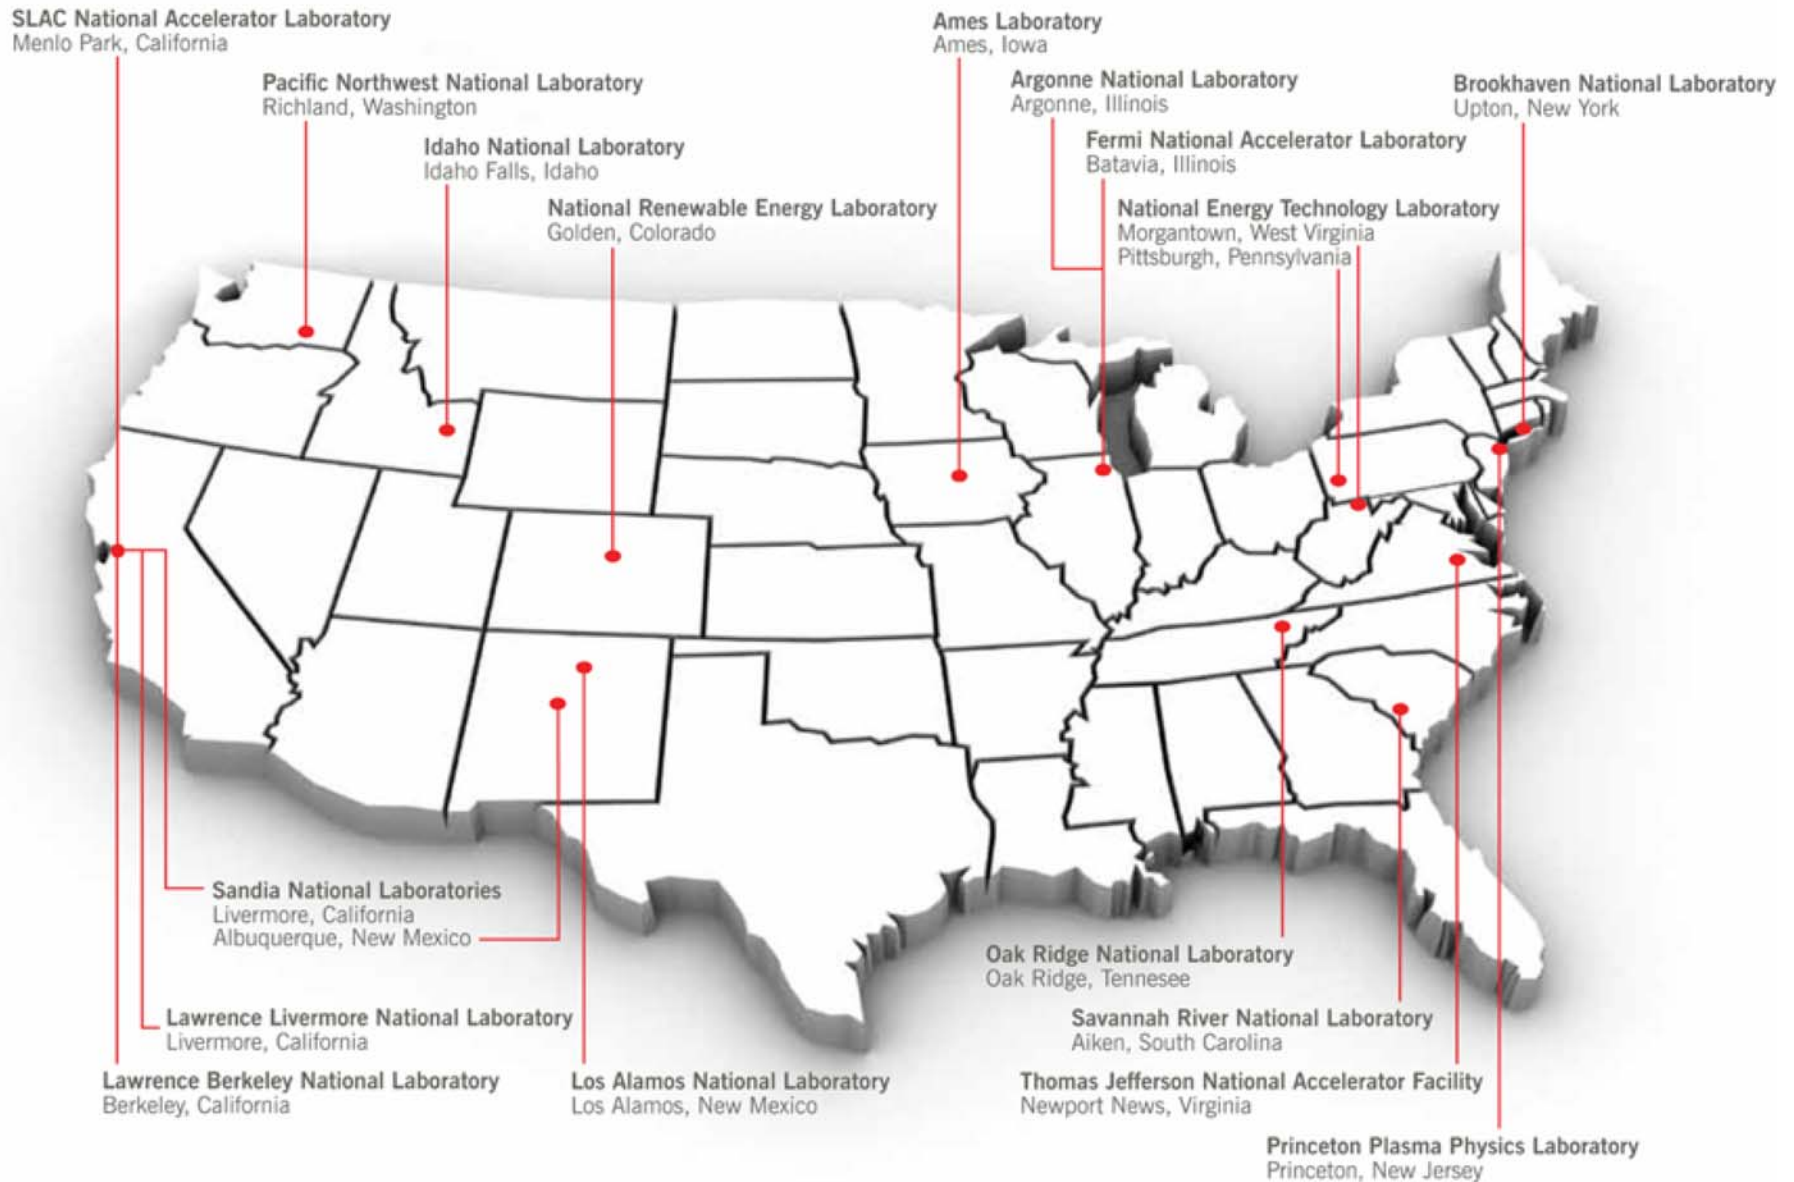 SLAC National Accelerator Laboratory
Menlo Park, California
Pacific Northwest National Laboratory
Richland, Washington
Idaho National Laboratory
Idaho Falls, Idaho
National Renewable Energy Laboratory
Golden, Colorado
Ames Laboratory
Ames, Iowa
Argonne National Laboratory
Argonne, Illinois
Fermi National Accelerator Laboratory
Batavia, Illinois
National Energy Technology Laboratory
Morgantown, West Virginia
Pittsburgh, Pennsylvania
Brookhaven National Laboratory
Upton, New York
Sandia National Laboratories
Livermore, California
Albuquerque, New Mexico
Lawrence Livermore National Laboratory
Livermore, California
Lawrence Berkeley National Laboratory
Berkeley, California
Los Alamos National Laboratory
Los Alamos, New Mexico
Oak Ridge National Laboratory
Oak Ridge, Tennesee
Savannah River National Laboratory
Aiken, South Carolina
Thomas Jefferson National Accelerator Facility
Newport News, Virginia
Princeton Plasma Physics Laboratory
Princeton, New Jersey